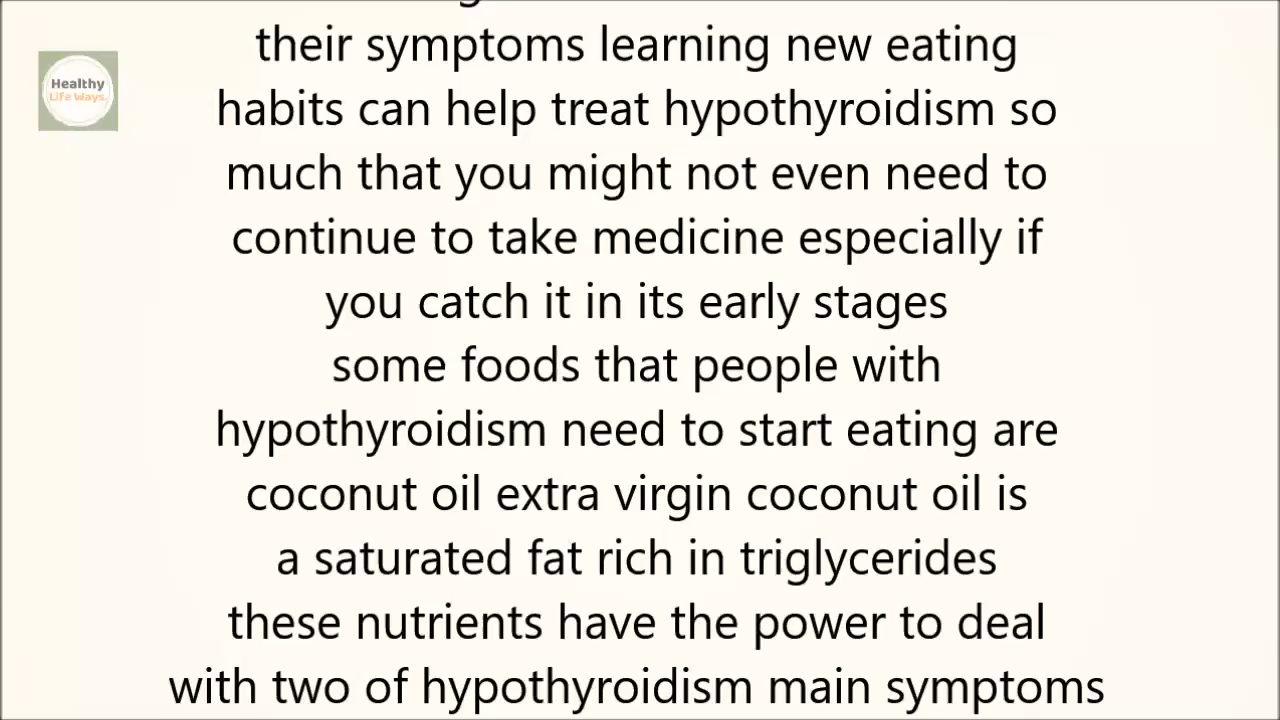 Healthy
Life Ways
their symptoms learning new eating
habits can help treat hypothyroidism so
much that you might not even need to
continue to take medicine especially if
you catch it in its early stages
some foods that people with
hypothyroidism need to start eating are
coconut oil extra virgin coconut oil is
a saturated fat rich in triglycerides
these nutrients have the power to deal
with two of hypothyroidism main symptoms